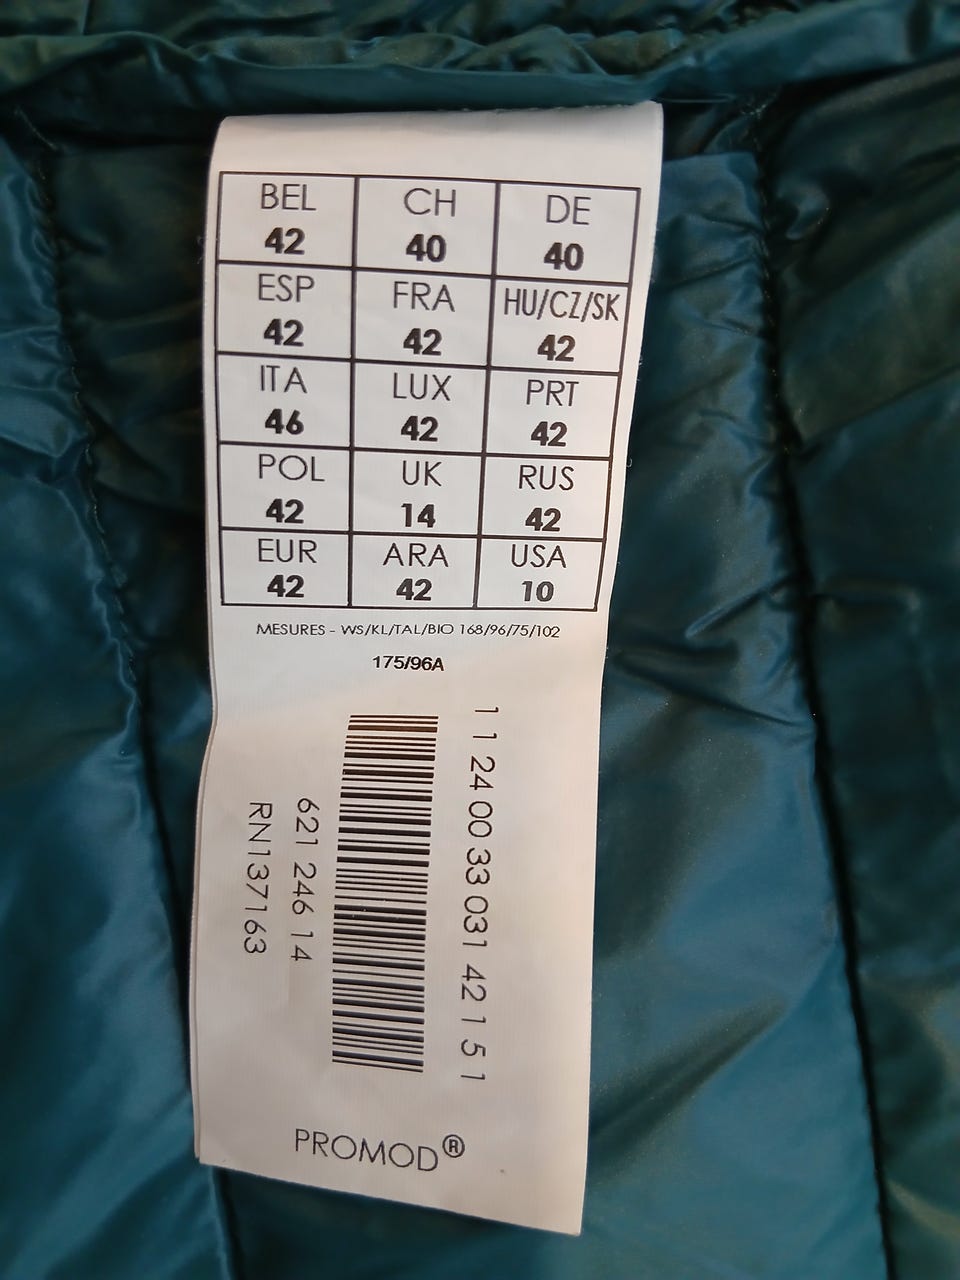 BEL CH DE
42 40 40
ESP FRA HU/CZ/SK
42 42 42
ITA LUX PRT
46 42 42
POL UK RUS
42 14 42
EUR ARA USA
42 42 10
MESURES - WS/KL/TAL/BIO 168/96/75/102
175/96A
1 1 24 00 33 031 42 1 5 1
621 246 14
RN137163
PROMOD®